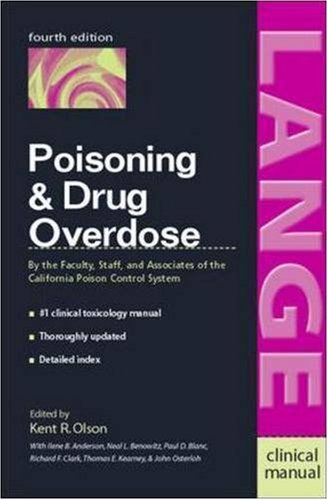 fourth edition
LANGE
Poisoning
& Drug
Overdose
By the Faculty, Staff, and Associates of the
California Poison Control System
#1 clinical toxicology manual
Thoroughly updated
Detailed index
Edited by
Kent R. Olson
With Ilene B. Anderson, Neal L. Benowitz, Paul D. Blanc,
Richard F. Clark, Thomas E. Kearney, & John Osterloh
clinical
manual